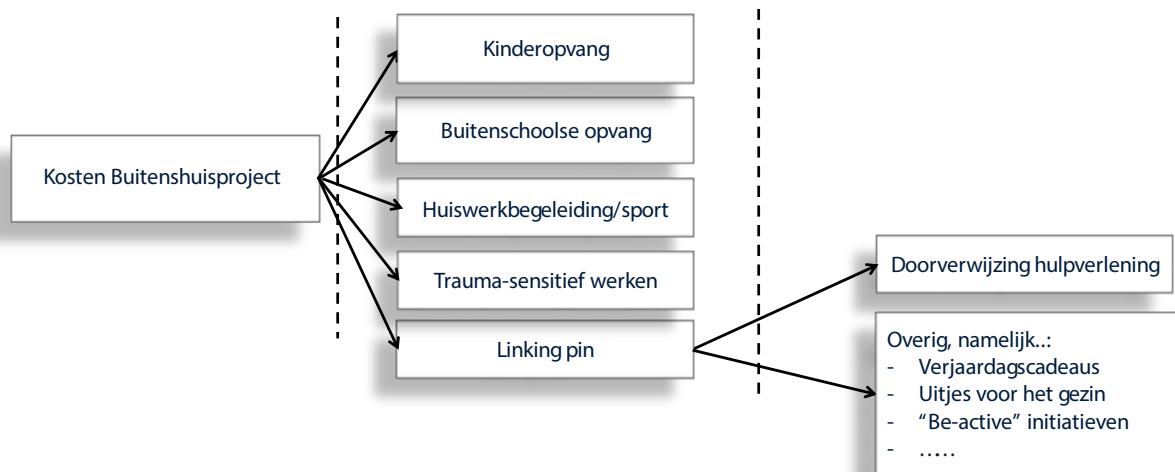 Kosten Buitenshuisproject
Kinderopvang
Buitenschoolse opvang
Huiswerkbegeleiding/sport
Trauma-sensitief werken
Linking pin
Doorverwijzing hulpverlening
Overig, namelijk..:
- Verjaardagscadeaus
- Uitjes voor het gezin
- “Be-active” initiatieven
- …..